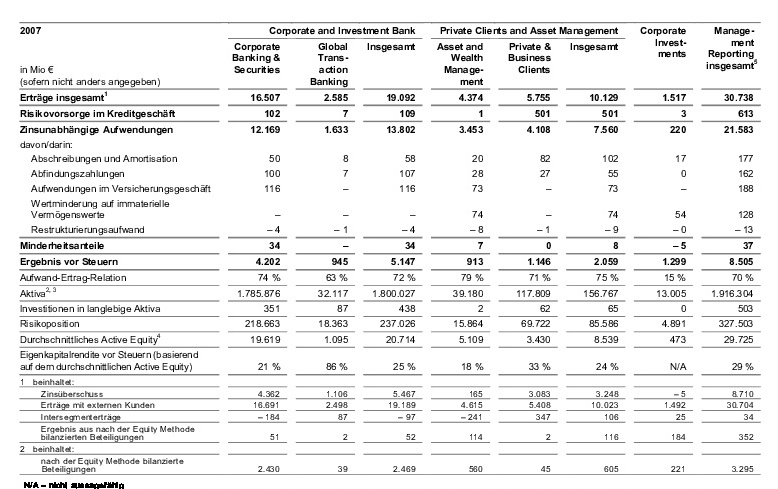 2007 Corporate and Investment Bank Private Clients and Asset Management Corporate Invest-ments Manage-ment Reporting insgesamt5
in Mio €
(sofern nicht anders angegeben) Corporate Banking & Securities Global Trans-action Banking Insgesamt Asset and Wealth Manage-ment Private & Business Clients Insgesamt
Erträge insgesamt1 16.507 2.585 19.092 4.374 5.755 10.129 1.517 30.738
Risikovorsorge im Kreditgeschäft 102 7 109 1 501 501 3 613
Zinsunabhängige Aufwendungen 12.169 1.633 13.802 3.453 4.108 7.560 220 21.583
davon/darin:
Abschreibungen und Amortisation 50 8 58 20 82 102 17 177
Abfindungszahlungen 100 7 107 28 27 55 0 162
Aufwendungen im Versicherungsgeschäft 116 – 116 73 – 73 – 188
Wertminderung auf immaterielle
Vermögenswerte – – – 74 – 74 54 128
Restrukturierungsaufwand – 4 – 1 – 4 – 8 – 1 – 9 – 0 – 13
Minderheitsanteile 34 – 34 7 0 8 – 5 37
Ergebnis vor Steuern 4.202 945 5.147 913 1.146 2.059 1.299 8.505
Aufwand-Ertrag-Relation 74 % 63 % 72 % 79 % 71 % 75 % 15 % 70 %
Aktiva2, 3 1.785.876 32.117 1.800.027 39.180 117.809 156.767 13.005 1.916.304
Investitionen in langlebige Aktiva 351 87 438 2 62 65 0 503
Risikoposition 218.663 18.363 237.026 15.864 69.722 85.586 4.891 327.503
Durchschnittliches Active Equity4 19.619 1.095 20.714 5.109 3.430 8.539 473 29.725
Eigenkapitalrendite vor Steuern (basierend
auf dem durchschnittlichen Active Equity) 21 % 86 % 25 % 18 % 33 % 24 % N/A 29 %
1 beinhaltet:
Zinsüberschuss 4.362 1.106 5.467 165 3.083 3.248 – 5 8.710
Erträge mit externen Kunden 16.691 2.498 19.189 4.615 5.408 10.023 1.492 30.704
Intersegmenterträge – 184 87 – 97 – 241 347 106 25 34
Ergebnis aus nach der Equity Methode
bilanzierten Beteiligungen 51 2 52 114 2 116 184 352
2 beinhaltet:
nach der Equity Methode bilanzierte
Beteiligungen 2.430 39 2.469 560 45 605 221 3.295
N/A – nicht aussagefähig